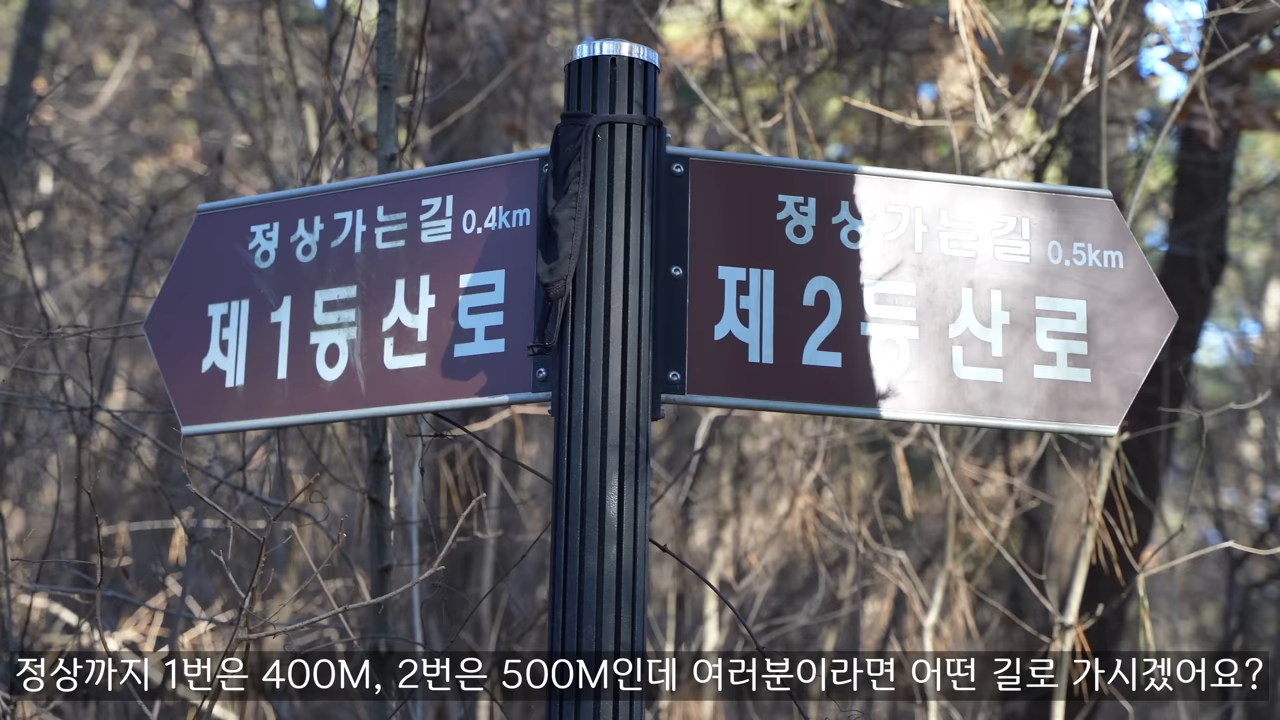 정상가는길 0.4km
제1등산로
정상가는길 0.5km
제2등산로
정상까지 1번은 400M, 2번은 500M인데 여러분이라면 어떤 길로 가시겠어요?